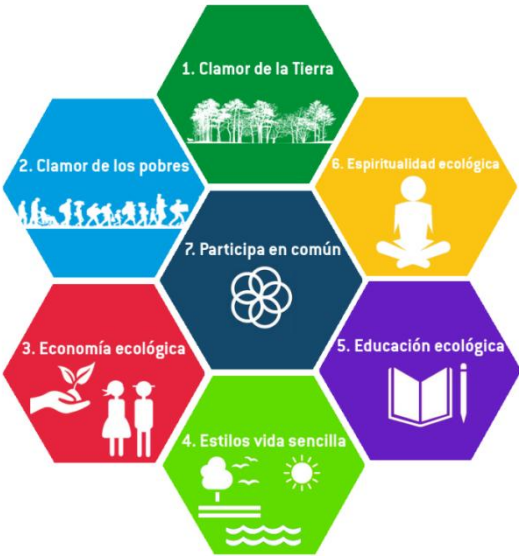 1. Clamor de la Tierra
2. Clamor de los pobres
3. Economía ecológica
4. Estilos vida sencilla
5. Educación ecológica
6. Espiritualidad ecológica
7. Participa en común